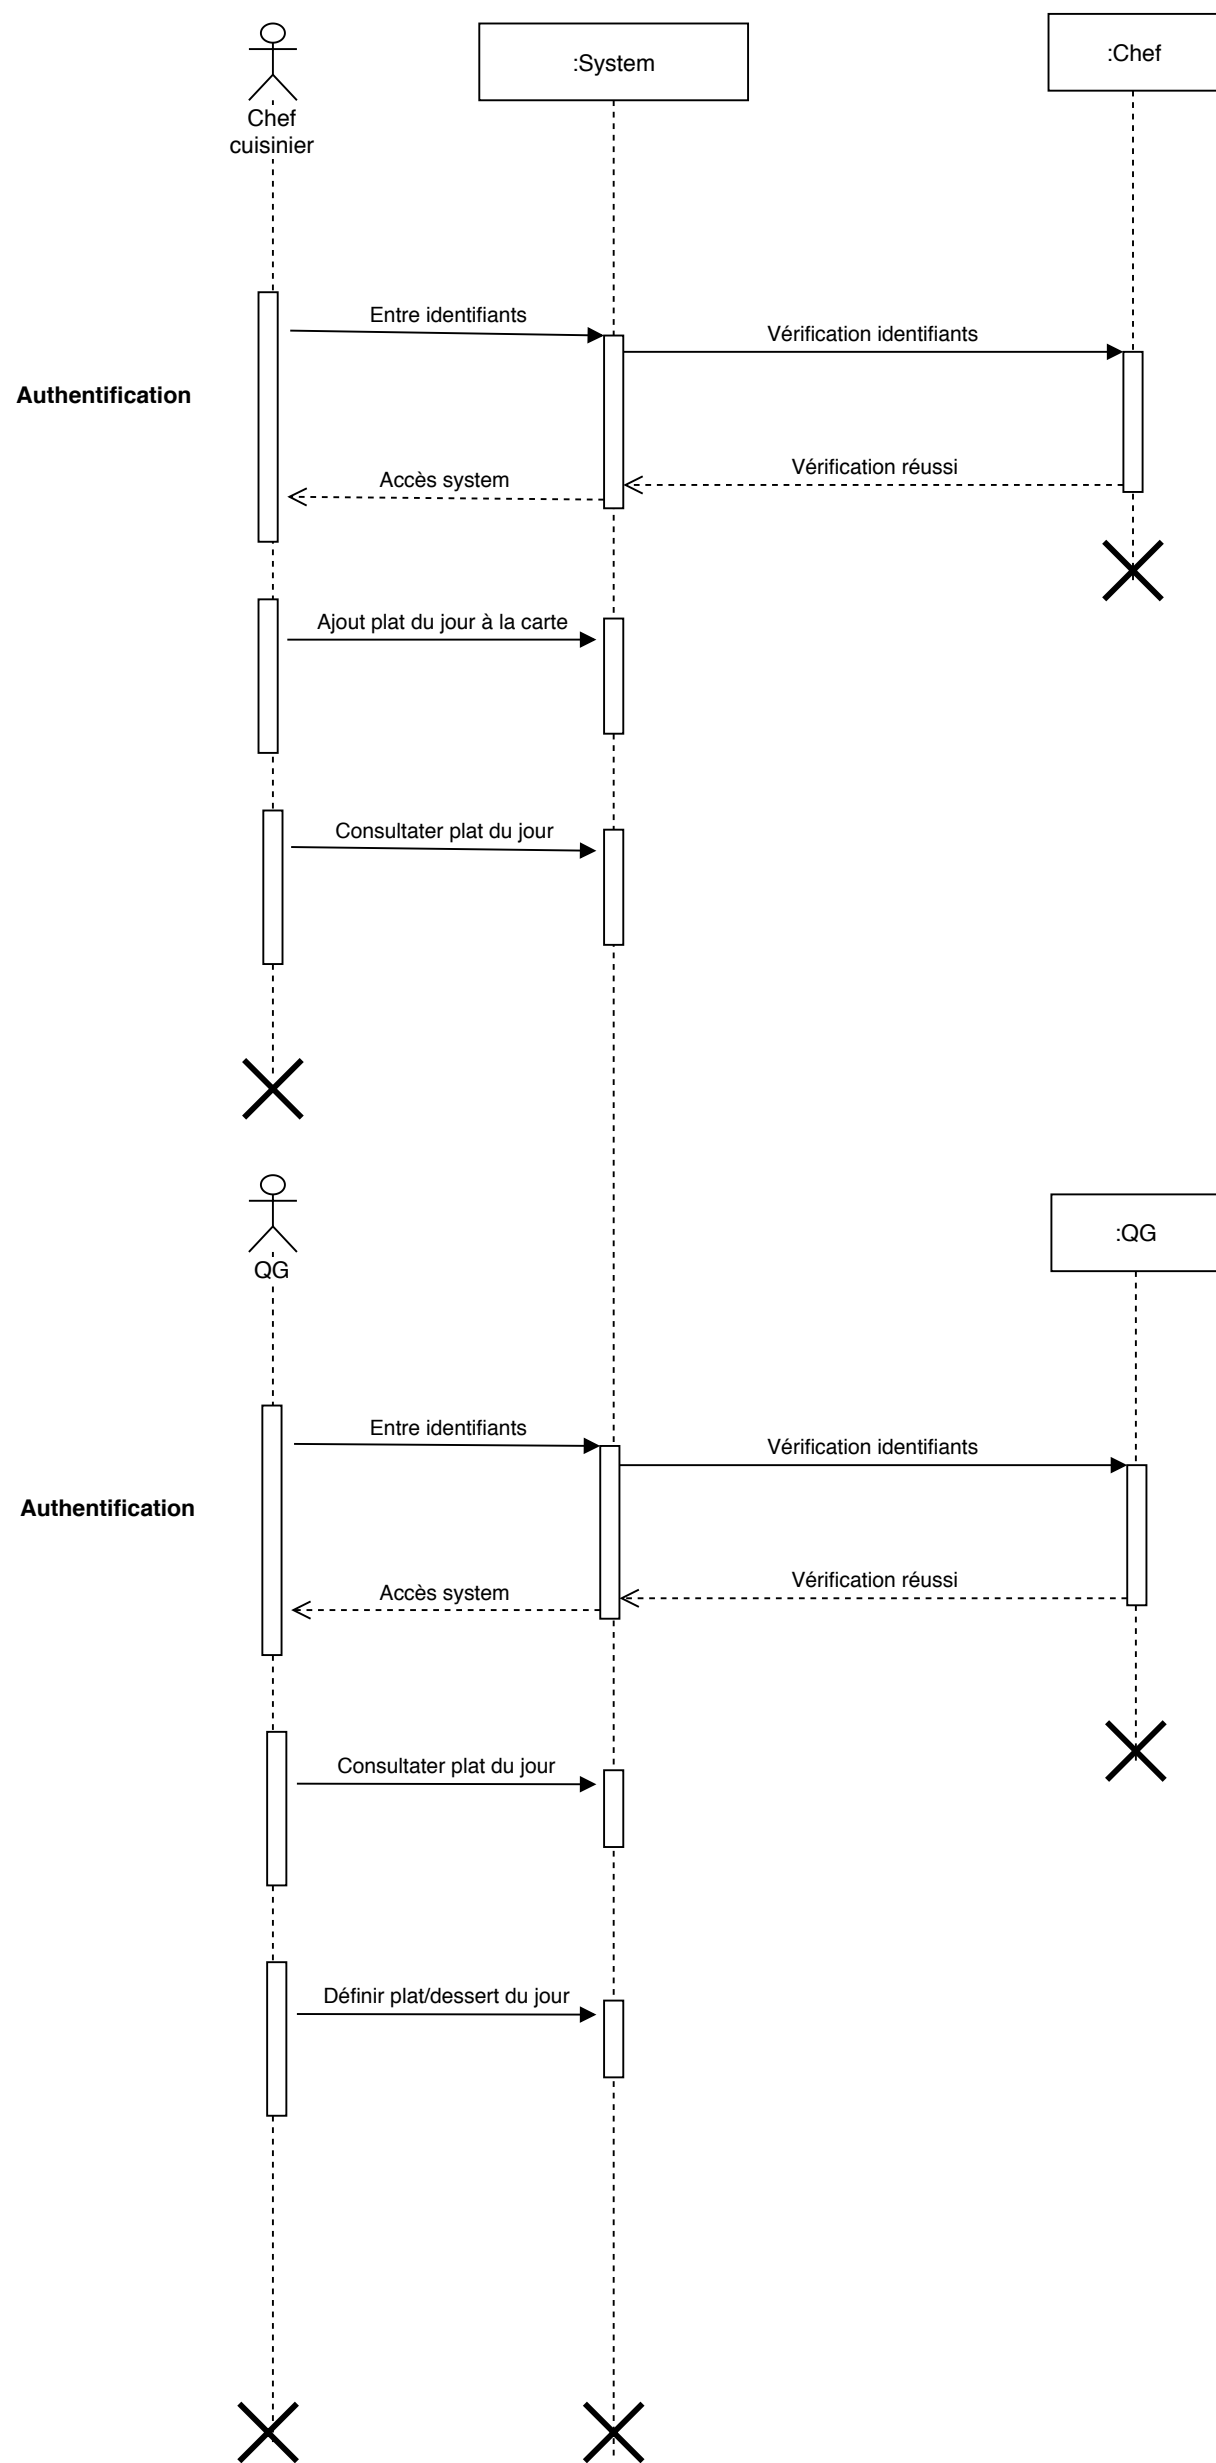 :System
:Chef
Chef
cuisinier
Entre identifiants
Vérification identifiants
Authentification
Vérification réussi
Accès system
Ajout plat du jour à la carte
Consultater plat du jour
QG
:QG
Entre identifiants
Vérification identifiants
Authentification
Vérification réussi
Accès system
Consultater plat du jour
Définir plat/dessert du jour